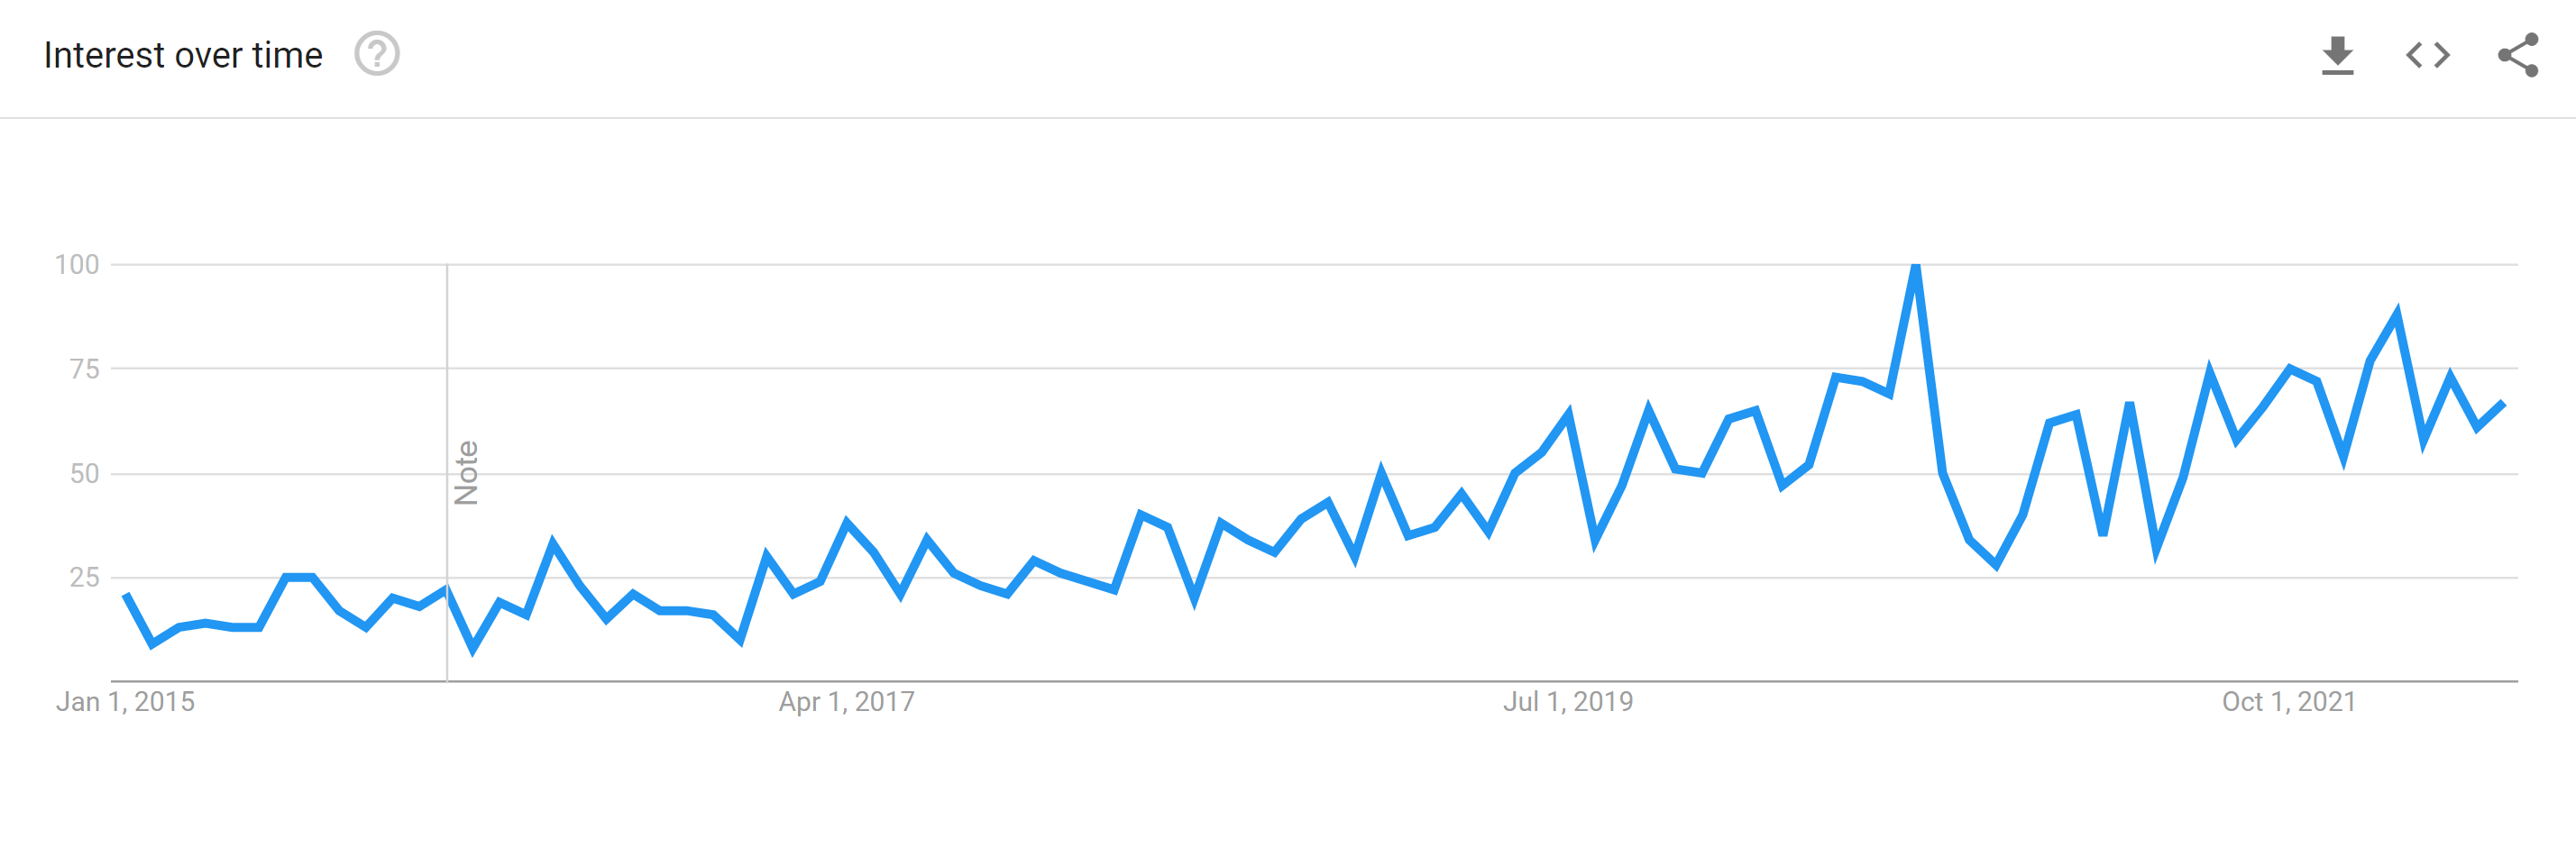 Interest over time
100
75
50
25
Note
Jan 1, 2015
Apr 1, 2017
Jul 1, 2019
Oct 1, 2021